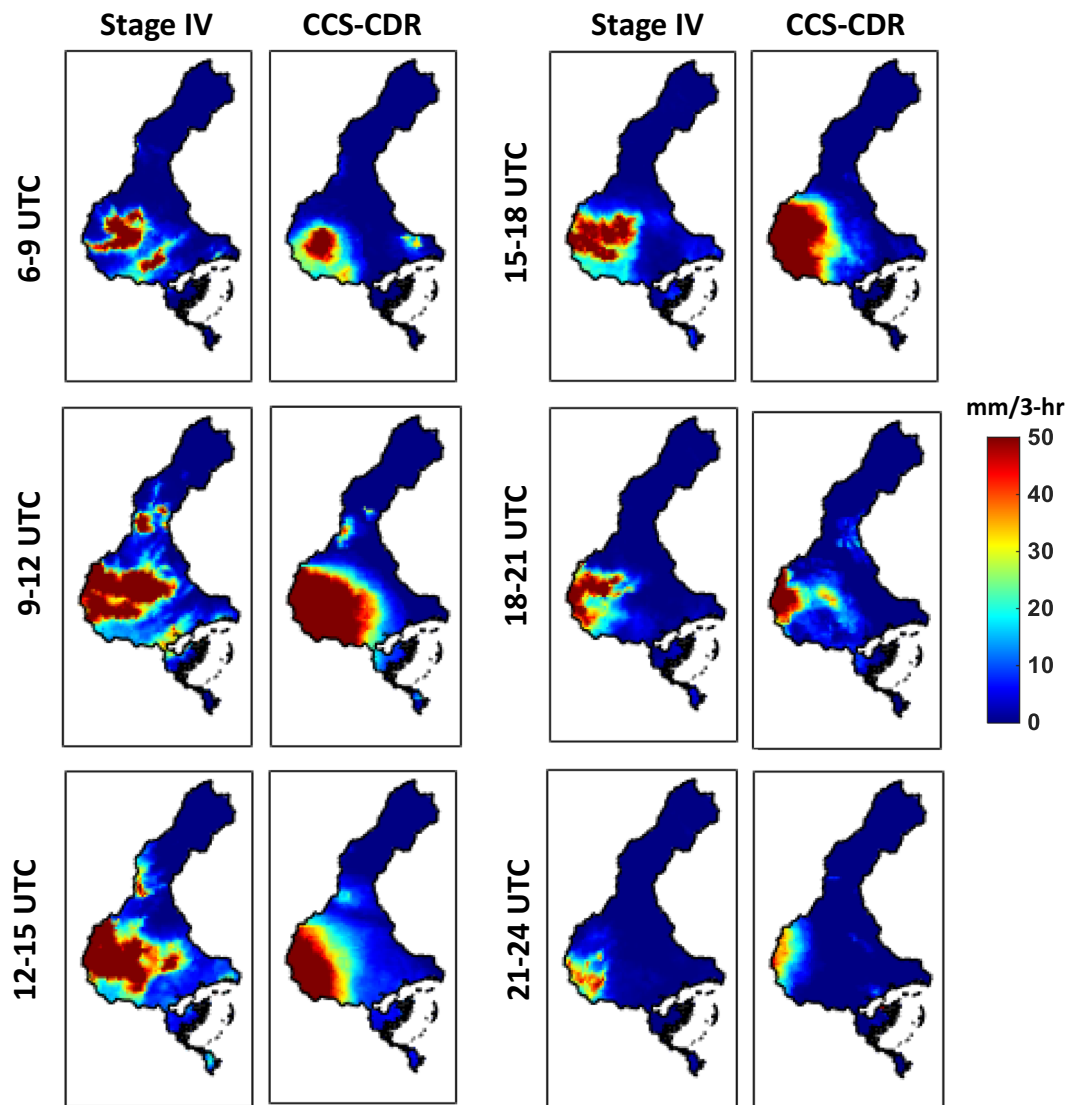 Stage IV CCS-CDR Stage IV CCS-CDR
6-9 UTC
15-18 UTC
9-12 UTC
18-21 UTC
12-15 UTC
21-24 UTC
mm/3-hr
50
40
30
20
10
0